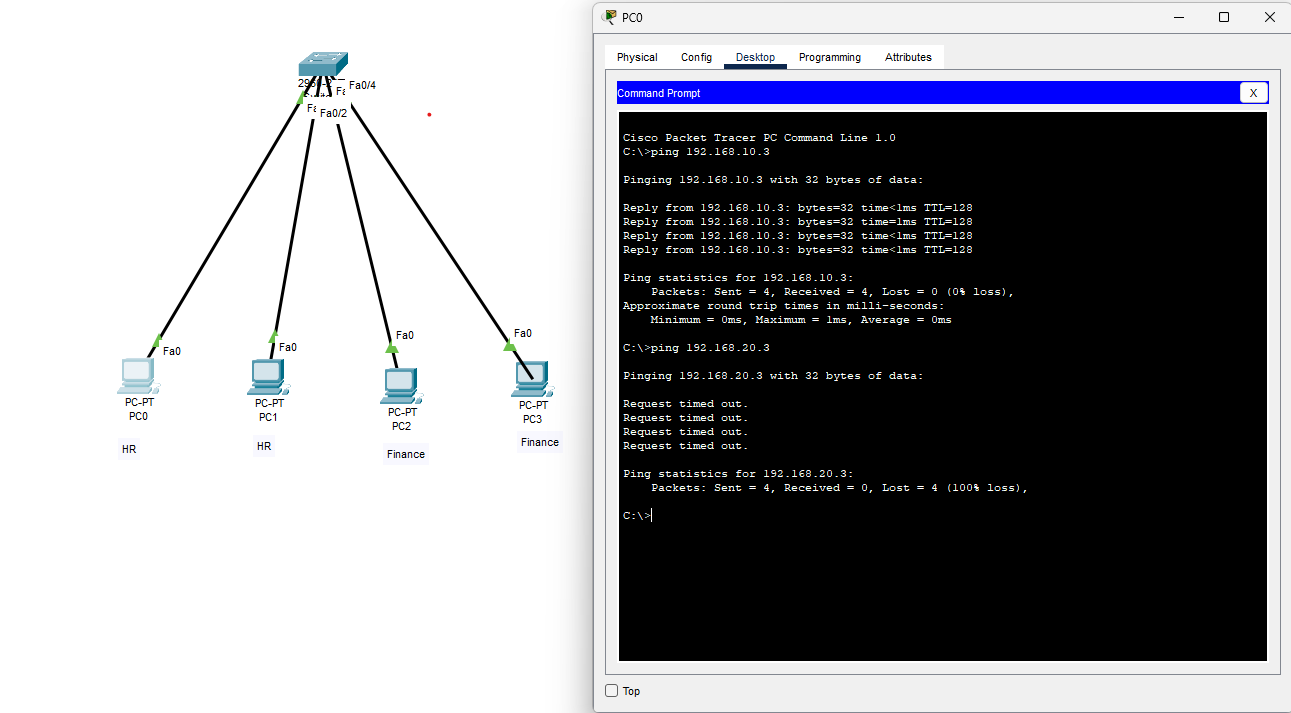 Fa0/4
Fa0/2
Fa0
Fa0
Fa0
Fa0
PC-PT
PC0
PC-PT
PC1
PC-PT
PC2
PC-PT
PC3
HR
HR
Finance
Finance
PC0
Physical Config Desktop Programming Attributes
Command Prompt X
Cisco Packet Tracer PC Command Line 1.0
C:\>ping 192.168.10.3
Pinging 192.168.10.3 with 32 bytes of data:
Reply from 192.168.10.3: bytes=32 time<1ms TTL=128
Reply from 192.168.10.3: bytes=32 time=1ms TTL=128
Reply from 192.168.10.3: bytes=32 time<1ms TTL=128
Reply from 192.168.10.3: bytes=32 time<1ms TTL=128
Ping statistics for 192.168.10.3:
Packets: Sent = 4, Received = 4, Lost = 0 (0% loss),
Approximate round trip times in milli-seconds:
Minimum = 0ms, Maximum = 1ms, Average = 0ms
C:\>ping 192.168.20.3
Pinging 192.168.20.3 with 32 bytes of data:
Request timed out.
Request timed out.
Request timed out.
Request timed out.
Ping statistics for 192.168.20.3:
Packets: Sent = 4, Received = 0, Lost = 4 (100% loss),
C:\>
Top